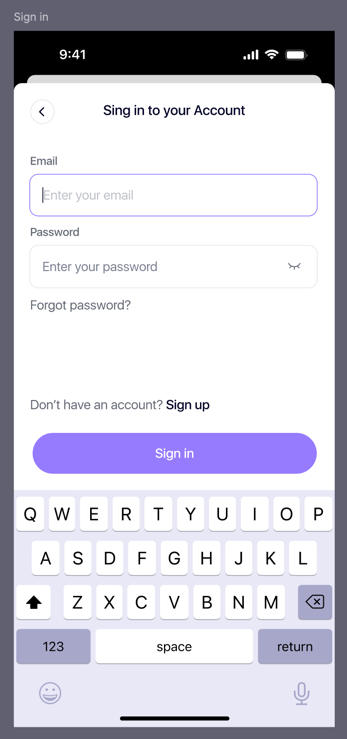 Sign in
9:41
Sing in to your Account
Email
Enter your email
Password
Enter your password
Forgot password?
Don't have an account? Sign up
Sign in
Q W E R T Y U I O P
A S D F G H J K L
Z X C V B N M
123 space return